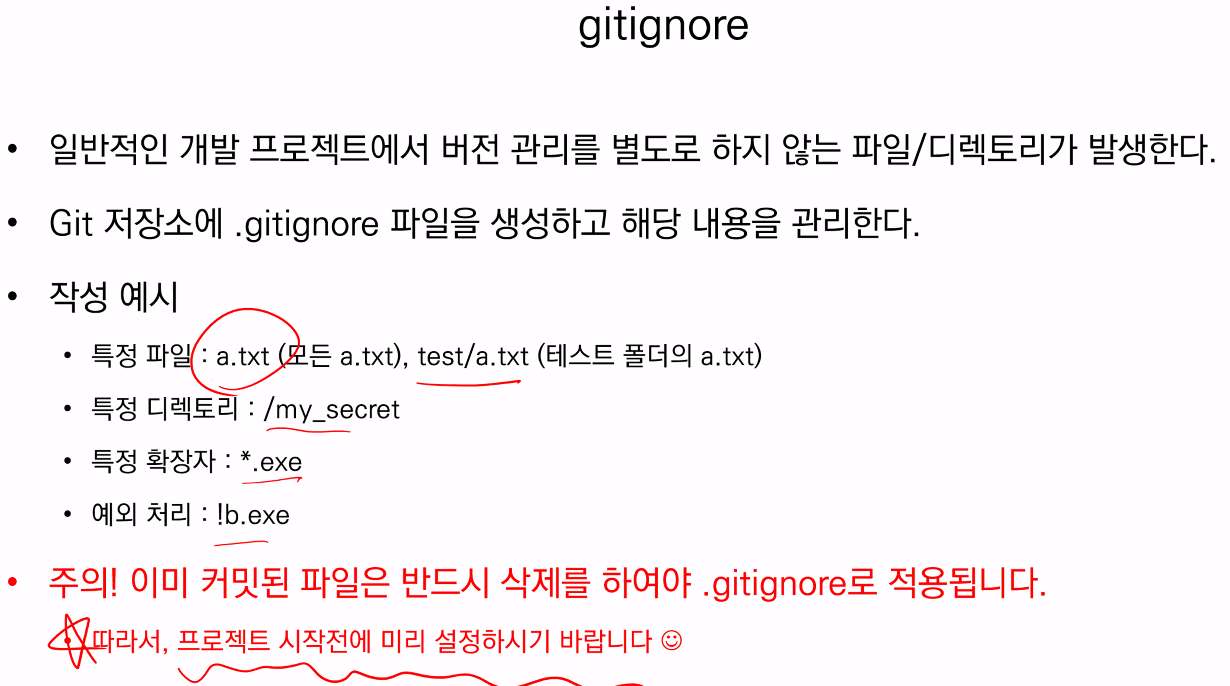 gitignore
• 일반적인 개발 프로젝트에서 버전 관리를 별도로 하지 않는 파일/디렉토리가 발생한다.
• Git 저장소에 .gitignore 파일을 생성하고 해당 내용을 관리한다.
• 작성 예시
• 특정 파일 : a.txt (모든 a.txt), test/a.txt (테스트 폴더의 a.txt)
• 특정 디렉토리 : /my_secret
• 특정 확장자 : *.exe
• 예외 처리 : !b.exe
• 주의! 이미 커밋된 파일은 반드시 삭제를 하여야 .gitignore로 적용됩니다.
• 따라서, 프로젝트 시작전에 미리 설정하시기 바랍니다 ☺